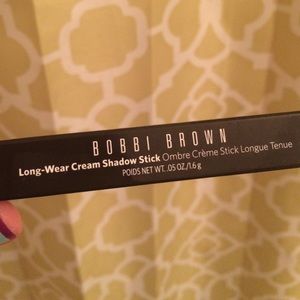 BOBBI BROWN
Long-Wear Cream Shadow Stick Ombre Crème Stick Longue Tenue
POIDS NET WT. .05 OZ./1.6 g